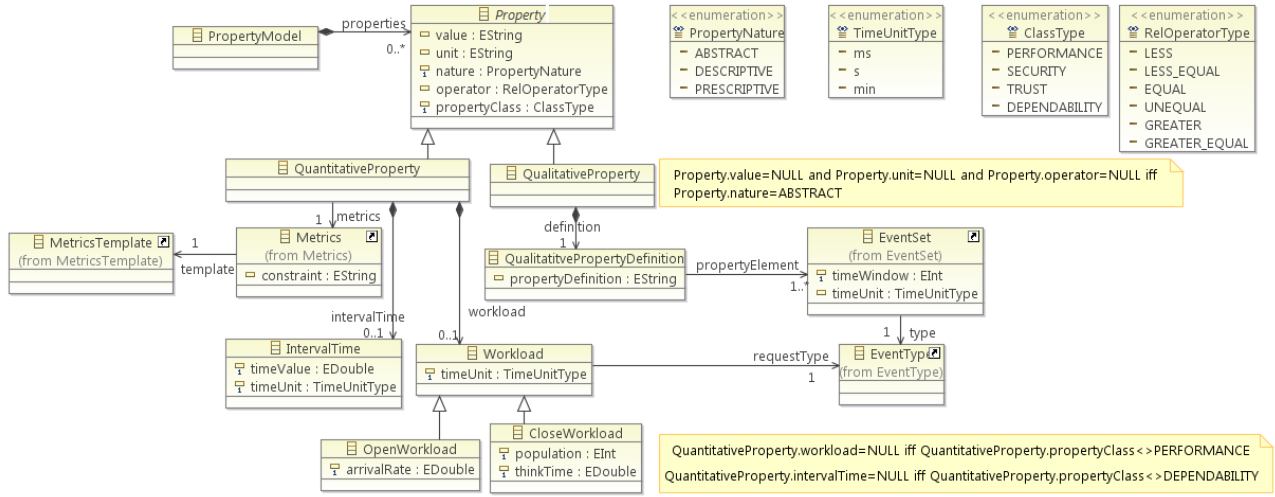 PropertyModel
properties
0..*
Property
value : EString
unit : EString
nature : PropertyNature
operator : RelOperatorType
propertyClass : ClassType
<<enumeration>>
PropertyNature
ABSTRACT
DESCRIPTIVE
PRESCRIPTIVE
<<enumeration>>
TimeUnitType
ms
s
min
<<enumeration>>
ClassType
PERFORMANCE
SECURITY
TRUST
DEPENDABILITY
<<enumeration>>
RelOperatorType
LESS
LESS_EQUAL
EQUAL
UNEQUAL
GREATER
GREATER_EQUAL
QuantitativeProperty
QualitativeProperty
Property.value=NULL and Property.unit=NULL and Property.operator=NULL iff
Property.nature=ABSTRACT
1
metrics
definition
1
MetricsTemplate
(from MetricsTemplate)
1
template
Metrics
(from Metrics)
constraint : EString
QualitatitvePropertyDefinition
propertyDefinition : EString
propertyElement
1..*
EventSet
(from EventSet)
timeWindow : EInt
timeUnit : TimeUnitType
intervalTime
0..1
workload
0..1
1
type
IntervalTime
timeValue : EDouble
timeUnit : TimeUnitType
Workload
timeUnit : TimeUnitType
requestType
1
EventType
(from EventType)
OpenWorkload
arrivalRate : EDouble
CloseWorkload
population : EInt
thinkTime : EDouble
QuantitativeProperty.workload=NULL iff QuantitativeProperty.propertyClass<>PERFORMANCE
QuantitativeProperty.intervalTime=NULL iff QuantitativeProperty.propertyClass<>DEPENDABILITY